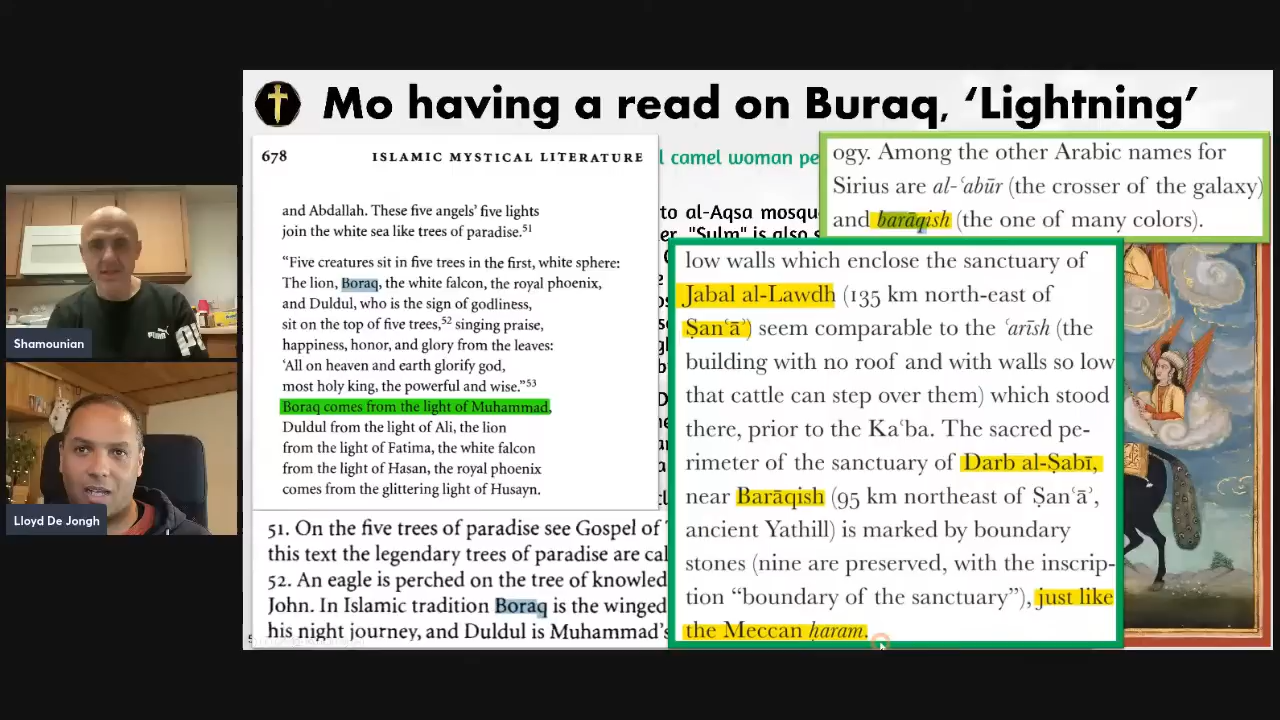 Mo having a read on Buraq, ‘Lightning’
678 ISLAMIC MYSTICAL LITERATURE
and Abdallah. These five angels’ five lights
join the white sea like trees of paradise.51
“Five creatures sit in five trees in the first, white sphere:
The lion, Boraq, the white falcon, the royal phoenix,
and Duldul, who is the sign of godliness,
sit on the top of five trees,52 singing praise,
happiness, honor, and glory from the leaves:
‘All on heaven and earth glorify god,
most holy king, the powerful and wise.”53
Boraq comes from the light of Muhammad,
Duldul from the light of Ali, the lion
from the light of Fatima, the white falcon
from the light of Hasan, the royal phoenix
comes from the glittering light of Husayn.
51. On the five trees of paradise see Gospel of
this text the legendary trees of paradise are
52. An eagle is perched on the tree of
John. In Islamic tradition Boraq is the winged
his night journey, and Duldul is Muhammad’s
camel woman
to al-Aqsa
"Sulm" is also
ogy. Among the other Arabic names for
Sirius are al-ʿabūr (the crosser of the galaxy)
and barāqish (the one of many colors).
low walls which enclose the sanctuary of
Jabal al-Lawdh (135 km north-east of
Ṣanʿāʾ) seem comparable to the ʿarīsh (the
building with no roof and with walls so low
that cattle can step over them) which stood
there, prior to the Kaʿba. The sacred pe-
rimeter of the sanctuary of Darb al-Ṣabī,
near Barāqish (95 km northeast of Ṣanʿāʾ,
ancient Yathill) is marked by boundary
stones (nine are preserved, with the inscrip-
tion “boundary of the sanctuary”), just like
the Meccan ḥaram.
Shamounian
Lloyd De Jongh